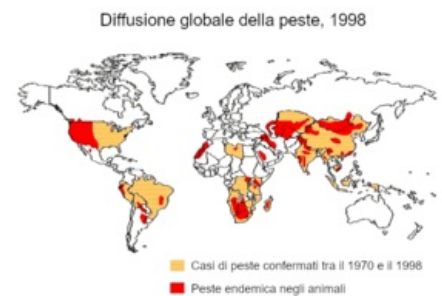 Diffusione globale della peste, 1998
Casi di peste confermati tra il 1970 e il 1998
Peste endemica negli animali